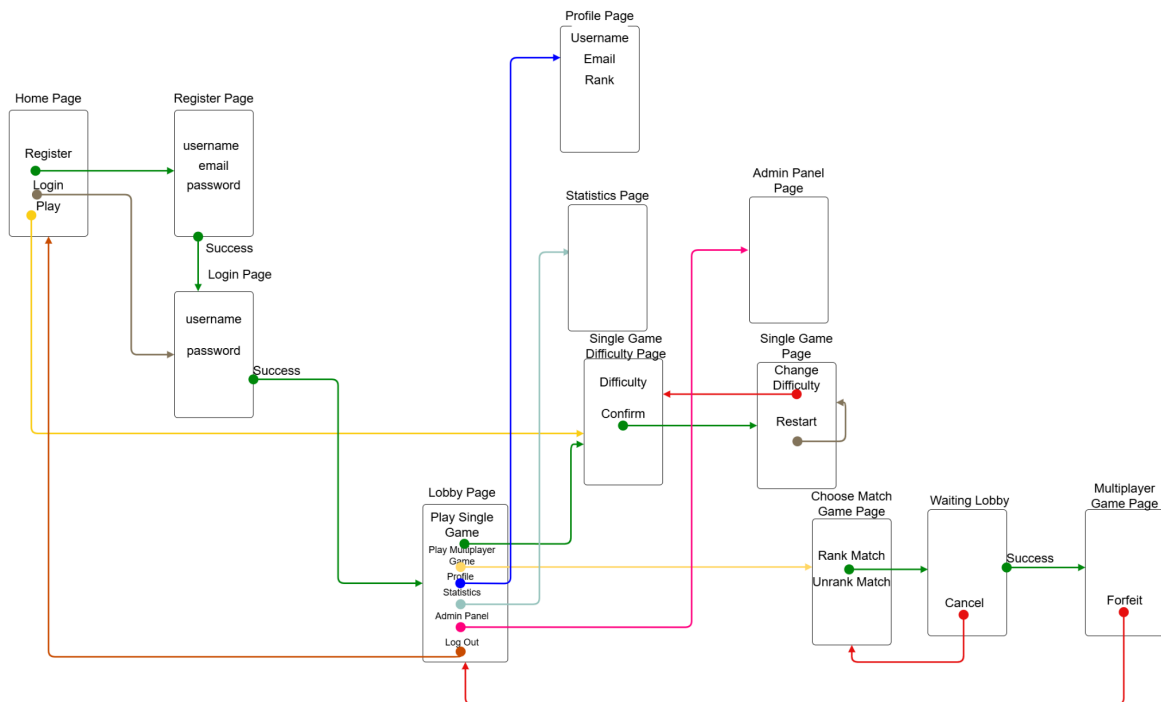 Profile Page
Username
Email
Rank
Home Page
Register
Login
Play
Register Page
username
email
password
Success
Login Page
username
password
Success
Statistics Page
Admin Panel
Page
Single Game
Difficulty Page
Difficulty
Confirm
Single Game
Page
Change
Difficulty
Restart
Lobby Page
Play Single
Game
Play Multiplayer
Game
Profile
Statistics
Admin Panel
Log Out
Choose Match
Game Page
Rank Match
Unrank Match
Waiting Lobby
Cancel
Success
Multiplayer
Game Page
Forfeit